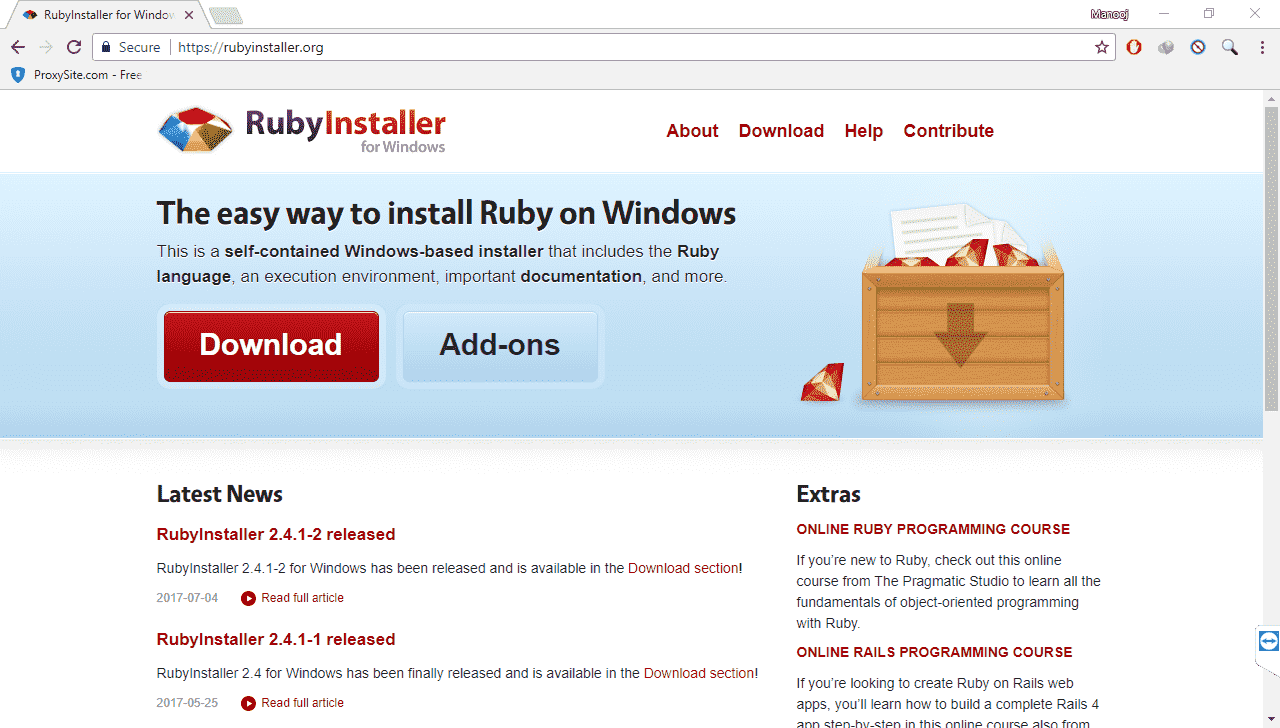 RubyInstaller for Window
Manooj
Secure
https://rubyinstaller.org
ProxySite.com - Free
RubyInstaller
for Windows
About Download Help Contribute
The easy way to install Ruby on Windows
This is a self-contained Windows-based installer that includes the Ruby
language, an execution environment, important documentation, and more.
Download
Add-ons
Latest News
RubyInstaller 2.4.1-2 released
RubyInstaller 2.4.1-2 for Windows has been released and is available in the Download section!
2017-07-04 Read full article
RubyInstaller 2.4.1-1 released
RubyInstaller 2.4 for Windows has been finally released and is available in the Download section!
2017-05-25 Read full article
Extras
ONLINE RUBY PROGRAMMING COURSE
If you’re new to Ruby, check out this online
course from The Pragmatic Studio to learn all the
fundamentals of object-oriented programming
with Ruby.
ONLINE RAILS PROGRAMMING COURSE
If you’re looking to create Ruby on Rails web
apps, you’ll learn how to build a complete Rails 4
app step-by-step in this online course also from